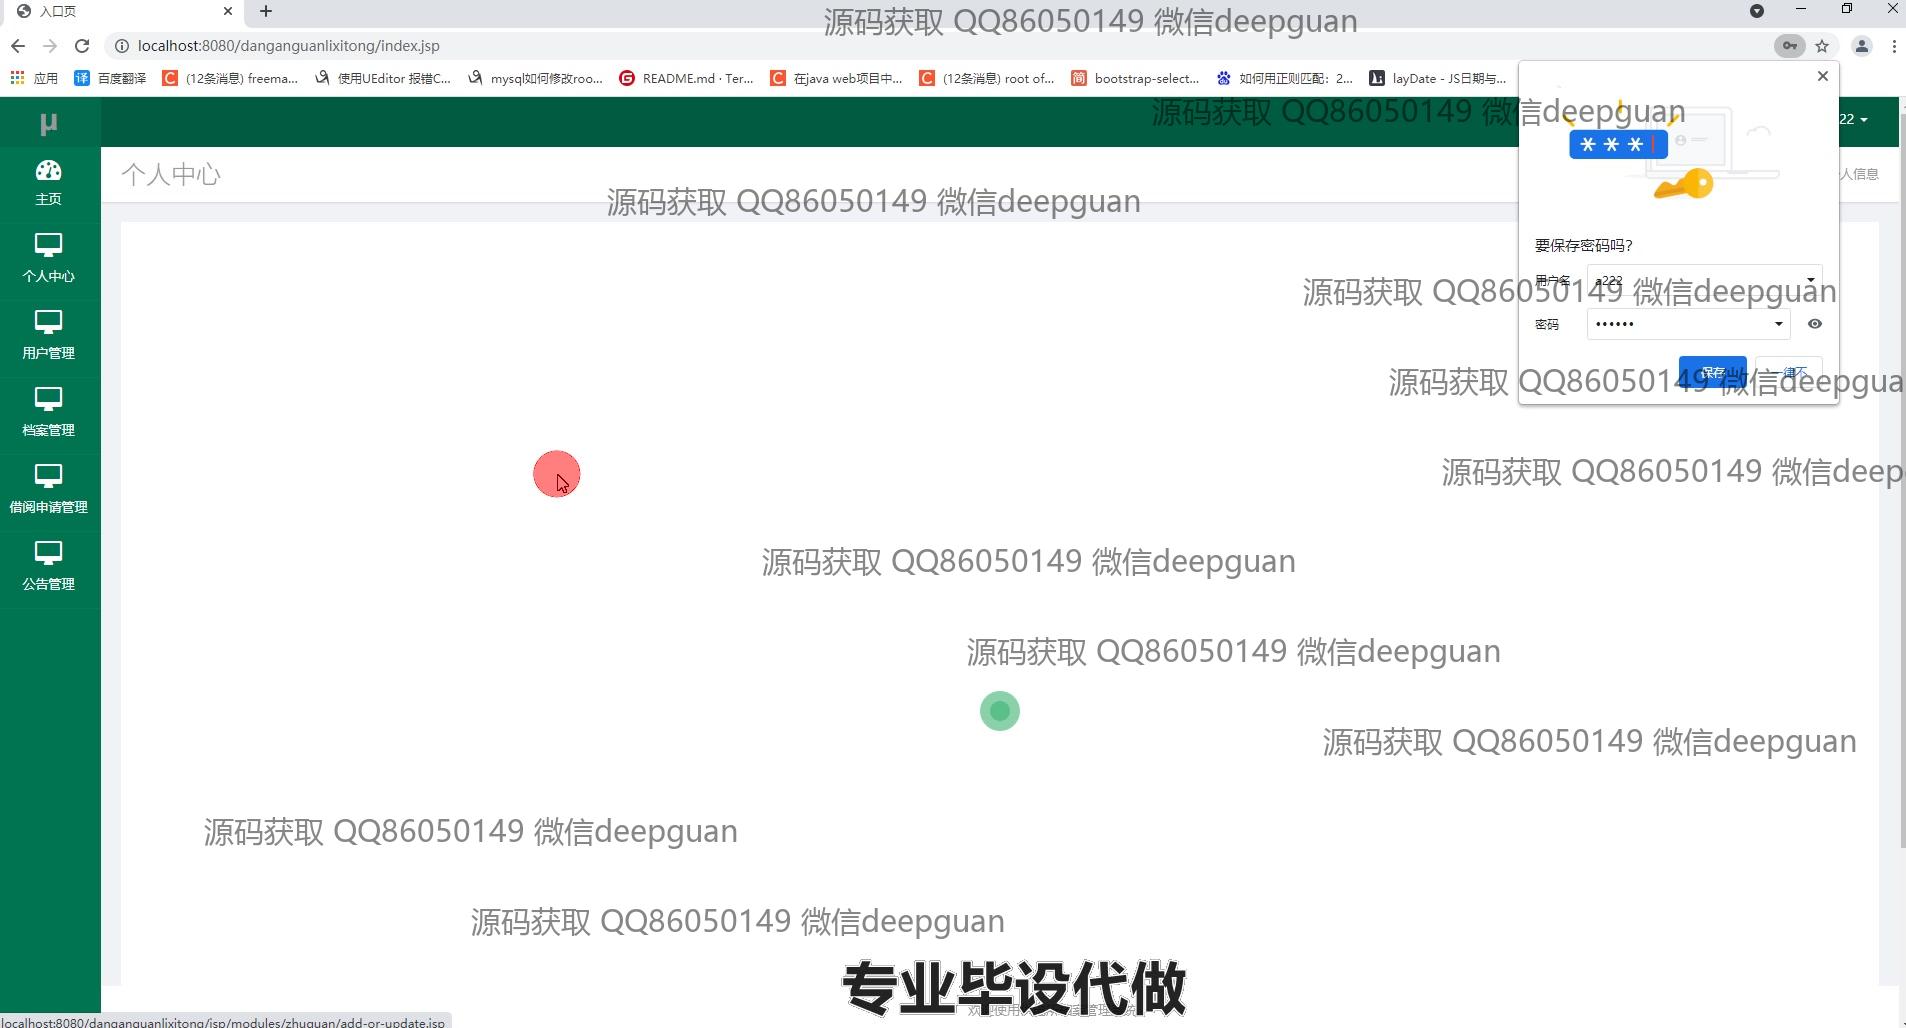 入口页
源码获取 QQ86050149 微信deepguan
localhost:8080/danganguanlixitong/index.jsp
应用
译 百度翻译
C (12条消息) freema...
使用UEditor 报错C...
mysql如何修改roo...
G README.md · Ter...
C 在java web项目中...
C (12条消息) root of...
简 bootstrap-select...
如何用正则匹配：2...
layDate - JS日期与...
μ
源码获取 QQ86050149 微信deepguan
22
主页
个人中心
个人中心
源码获取 QQ86050149 微信deepguan
人信息
要保存密码吗？
用户名 a222
源码获取 QQ86050149 微信deepguan
密码 ••••••
保存 一律不
源码获取 QQ86050149 微信deepgua
用户管理
档案管理
借阅申请管理
公告管理
源码获取 QQ86050149 微信deep
源码获取 QQ86050149 微信deepguan
源码获取 QQ86050149 微信deepguan
源码获取 QQ86050149 微信deepguan
源码获取 QQ86050149 微信deepguan
源码获取 QQ86050149 微信deepguan
专业毕设代做
localhost:8080/danganguanlixitong/jsp/modules/zhuguan/add-or-update.jsp